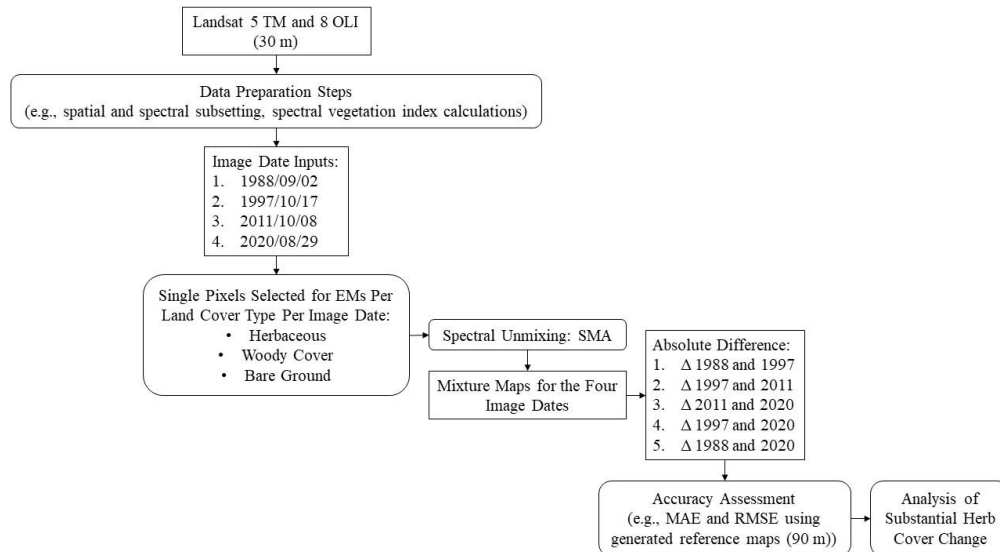 Landsat 5 TM and 8 OLI
(30 m)
Data Preparation Steps
(e.g., spatial and spectral subsetting, spectral vegetation index calculations)
Image Date Inputs:
1. 1988/09/02
2. 1997/10/17
3. 2011/10/08
4. 2020/08/29
Single Pixels Selected for EMs Per
Land Cover Type Per Image Date:
• Herbaceous
• Woody Cover
• Bare Ground
Spectral Unmixing: SMA
Mixture Maps for the Four
Image Dates
Absolute Difference:
1. Δ 1988 and 1997
2. Δ 1997 and 2011
3. Δ 2011 and 2020
4. Δ 1997 and 2020
5. Δ 1988 and 2020
Accuracy Assessment
(e.g., MAE and RMSE using
generated reference maps (90 m))
Analysis of
Substantial Herb
Cover Change